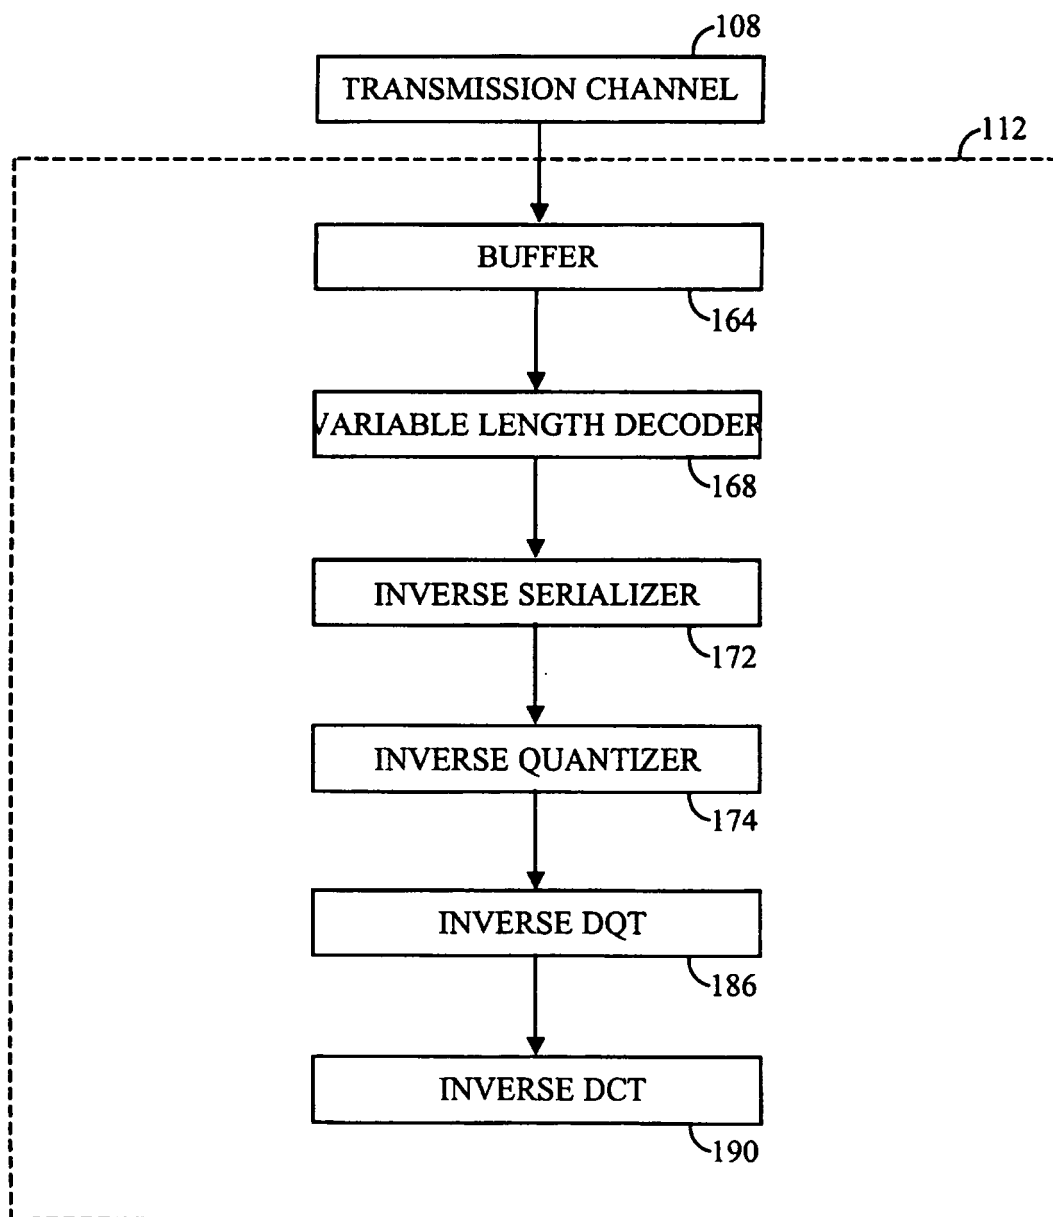 108
TRANSMISSION CHANNEL
112
BUFFER
164
VARIABLE LENGTH DECODER
168
INVERSE SERIALIZER
172
INVERSE QUANTIZER
174
INVERSE DQT
186
INVERSE DCT
190